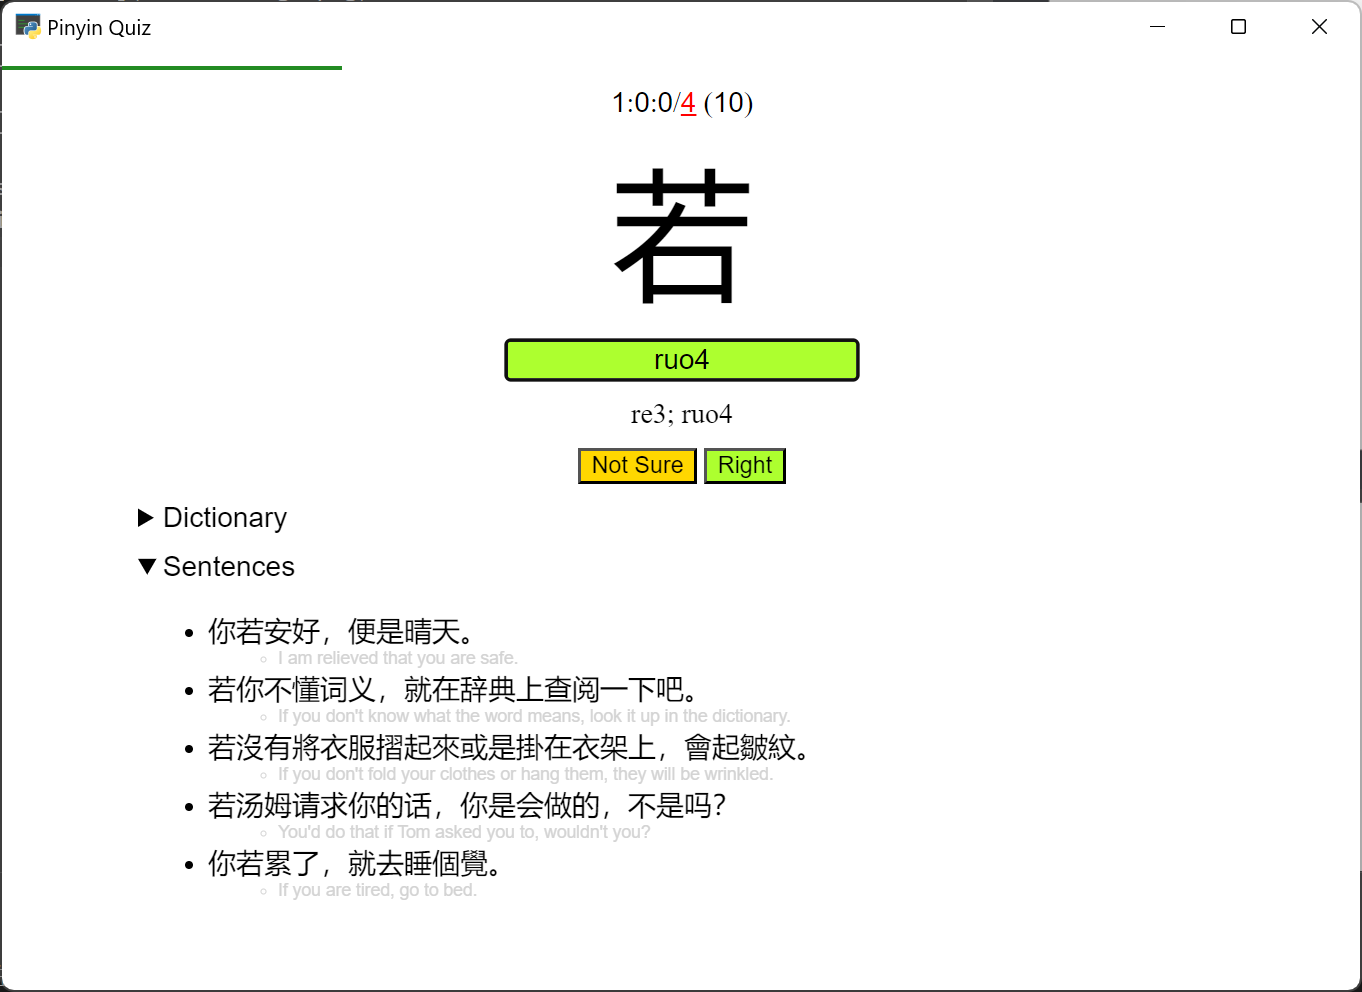 Pinyin Quiz
1:0:0/4 (10)
若
ruo4
re3; ruo4
Not Sure Right
Dictionary
Sentences
你若安好，便是晴天。
I am relieved that you are safe.
若你不懂词义，就在辞典上查阅一下吧。
If you don't know what the word means, look it up in the dictionary.
若沒有將衣服摺起來或是掛在衣架上，會起皺紋。
If you don't fold your clothes or hang them, they will be wrinkled.
若汤姆请求你的话，你是会做的，不是吗？
You'd do that if Tom asked you to, wouldn't you?
你若累了，就去睡個覺。
If you are tired, go to bed.